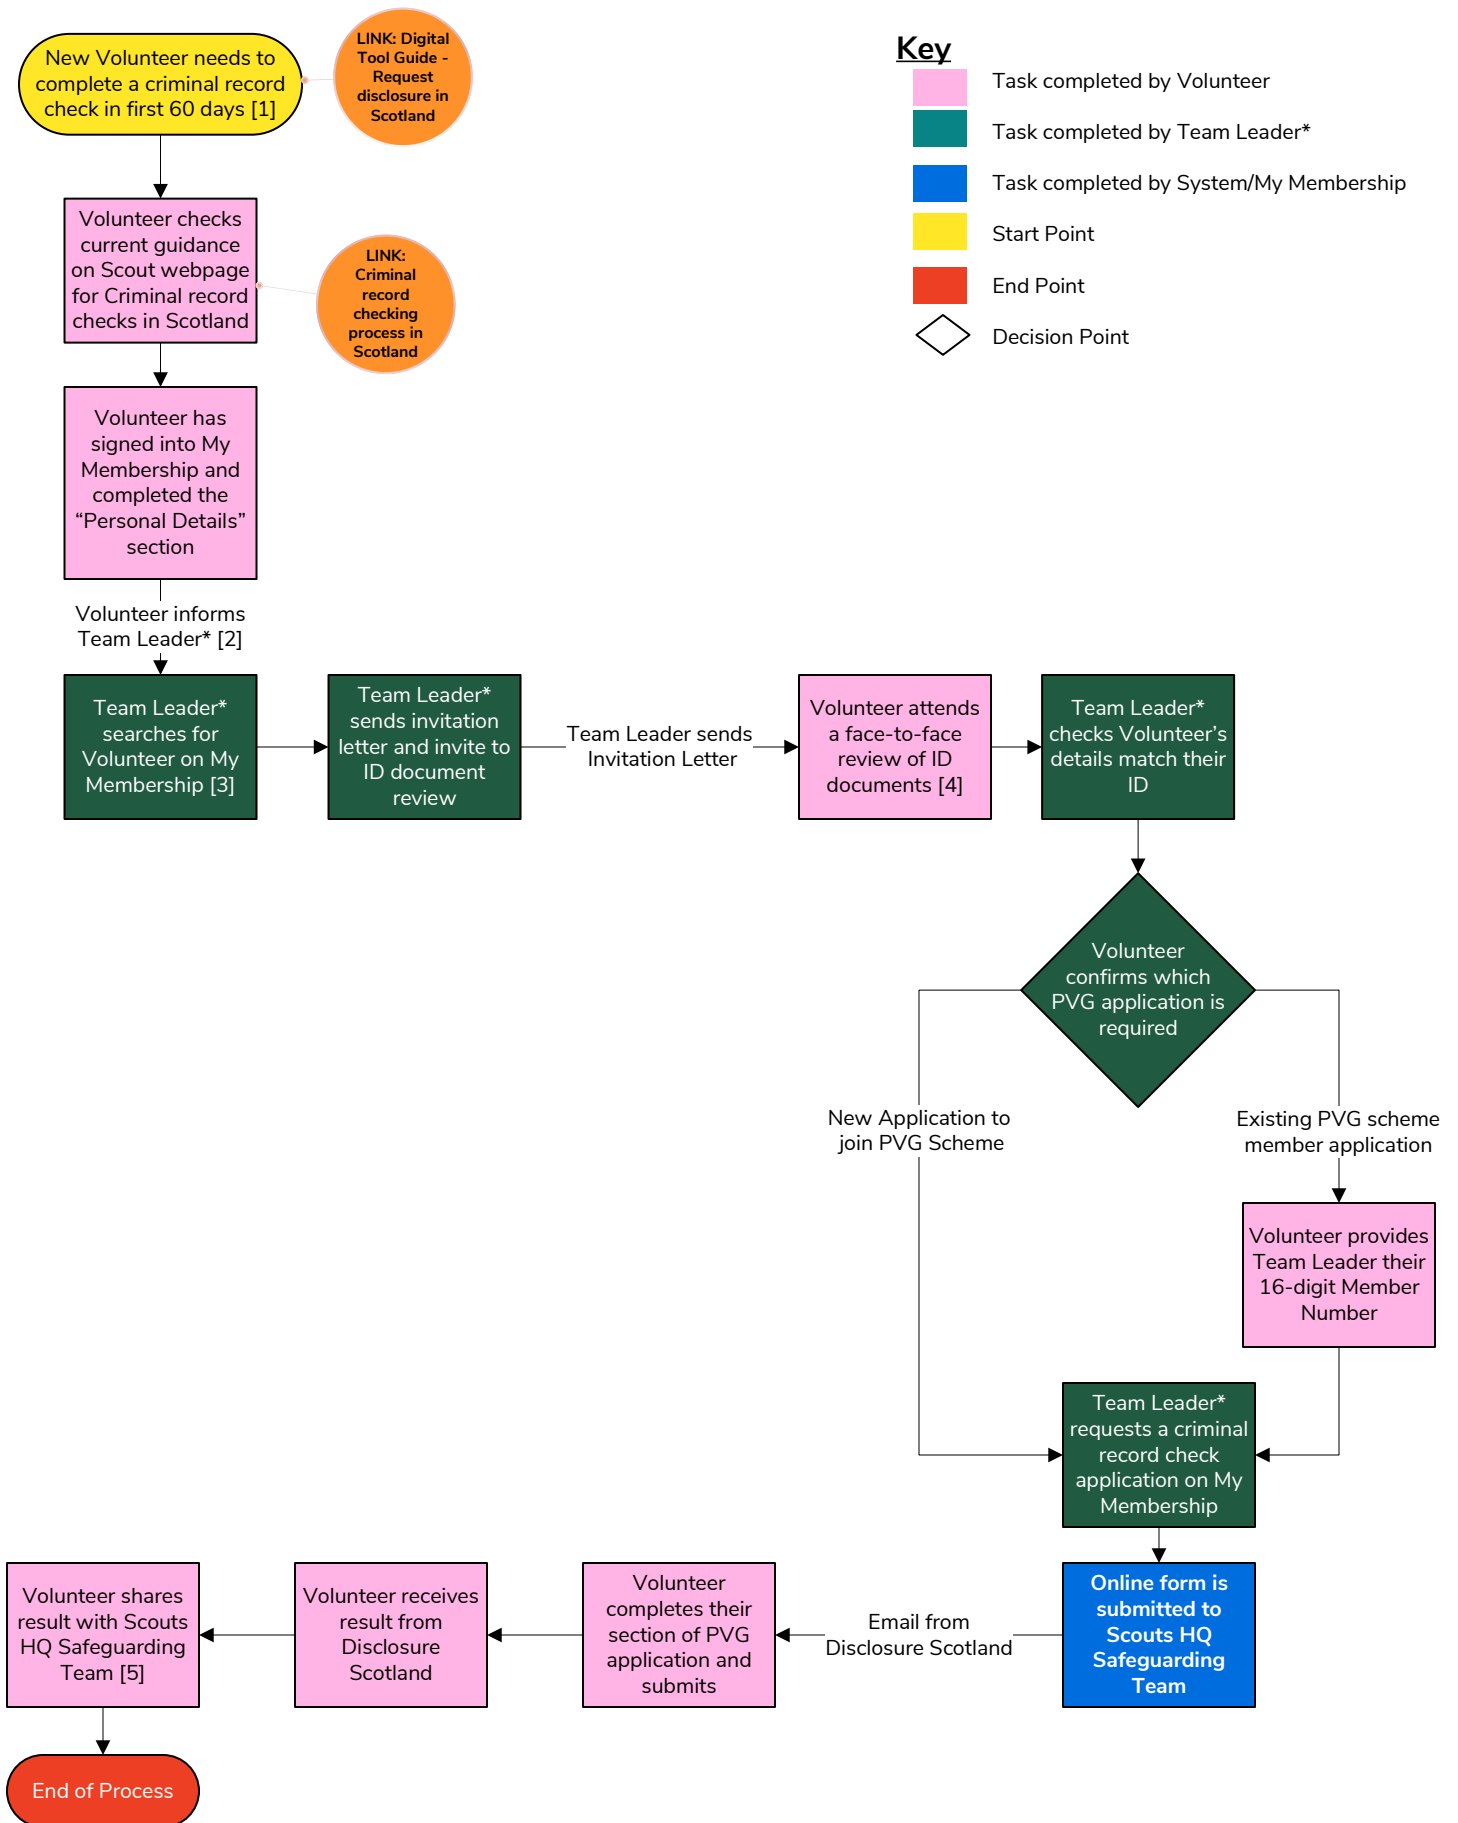 New Volunteer needs to
complete a criminal record
check in first 60 days [1]
LINK: Digital
Tool Guide -
Request
disclosure in
Scotland
Key
Task completed by Volunteer
Task completed by Team Leader*
Task completed by System/My Membership
Start Point
End Point
Decision Point
Volunteer checks
current guidance
on Scout webpage
for Criminal record
checks in Scotland
LINK:
Criminal
record
checking
process in
Scotland
Volunteer has
signed into My
Membership and
completed the
“Personal Details”
section
Volunteer informs
Team Leader* [2]
Team Leader*
searches for
Volunteer on My
Membership [3]
Team Leader*
sends invitation
letter and invite to
ID document
review
Team Leader sends
Invitation Letter
Volunteer attends
a face-to-face
review of ID
documents [4]
Team Leader*
checks Volunteer’s
details match their
ID
Volunteer
confirms which
PVG application is
required
New Application to
join PVG Scheme
Existing PVG scheme
member application
Volunteer provides
Team Leader their
16-digit Member
Number
Team Leader*
requests a criminal
record check
application on My
Membership
Online form is
submitted to
Scouts HQ
Safeguarding
Team
Email from
Disclosure Scotland
Volunteer
completes their
section of PVG
application and
submits
Volunteer receives
result from
Disclosure
Scotland
Volunteer shares
result with Scouts
HQ Safeguarding
Team [5]
End of Process